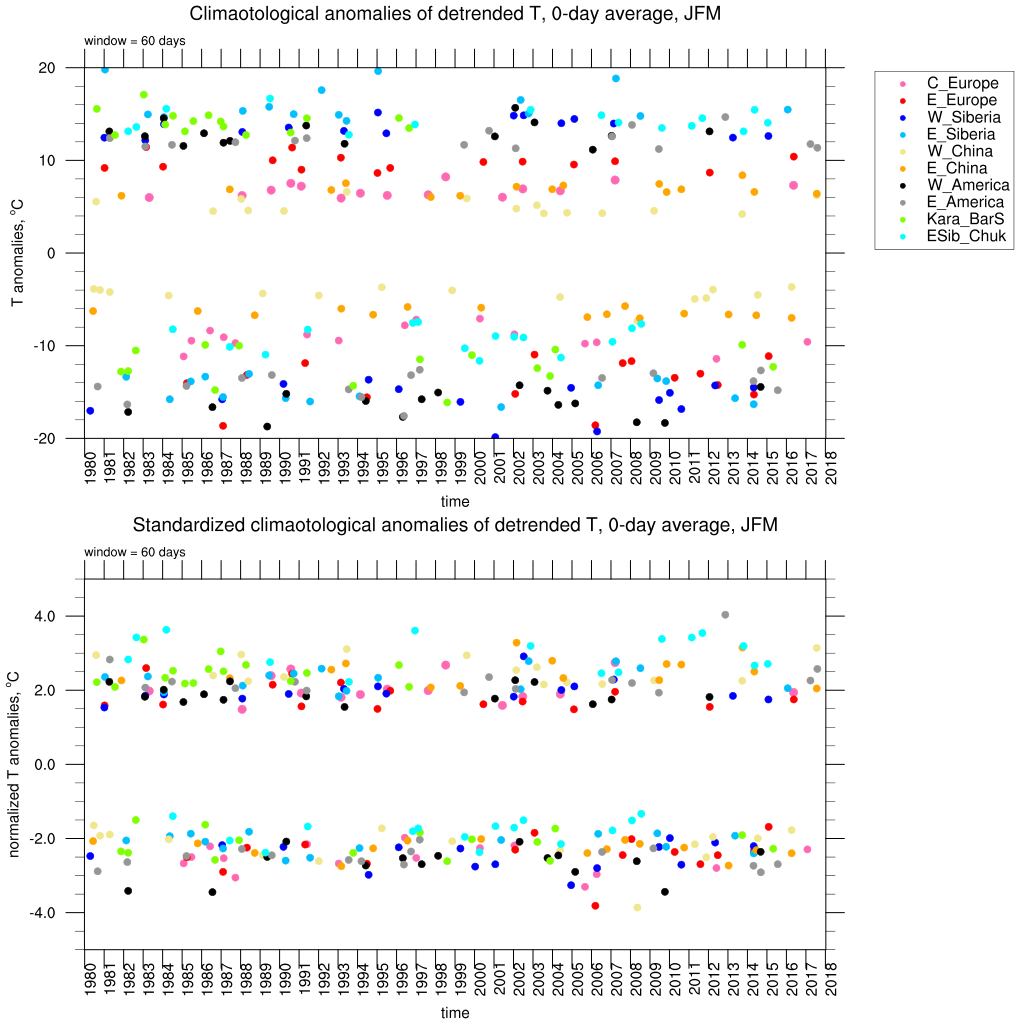 Climaotological anomalies of detrended T, 0-day average, JFM
window = 60 days
20
10
0
-10
-20
T anomalies, °C
1980 1981 1982 1983 1984 1985 1986 1987 1988 1989 1990 1991 1992 1993 1994 1995 1996 1997 1998 1999 2000 2001 2002 2003 2004 2005 2006 2007 2008 2009 2010 2011 2012 2013 2014 2015 2016 2017 2018
time
C_Europe
E_Europe
W_Siberia
E_Siberia
W_China
E_China
W_America
E_America
Kara_BarS
ESib_Chuk
Standardized climaotological anomalies of detrended T, 0-day average, JFM
window = 60 days
4.0
2.0
0.0
-2.0
-4.0
normalized T anomalies, °C
1980 1981 1982 1983 1984 1985 1986 1987 1988 1989 1990 1991 1992 1993 1994 1995 1996 1997 1998 1999 2000 2001 2002 2003 2004 2005 2006 2007 2008 2009 2010 2011 2012 2013 2014 2015 2016 2017 2018
time